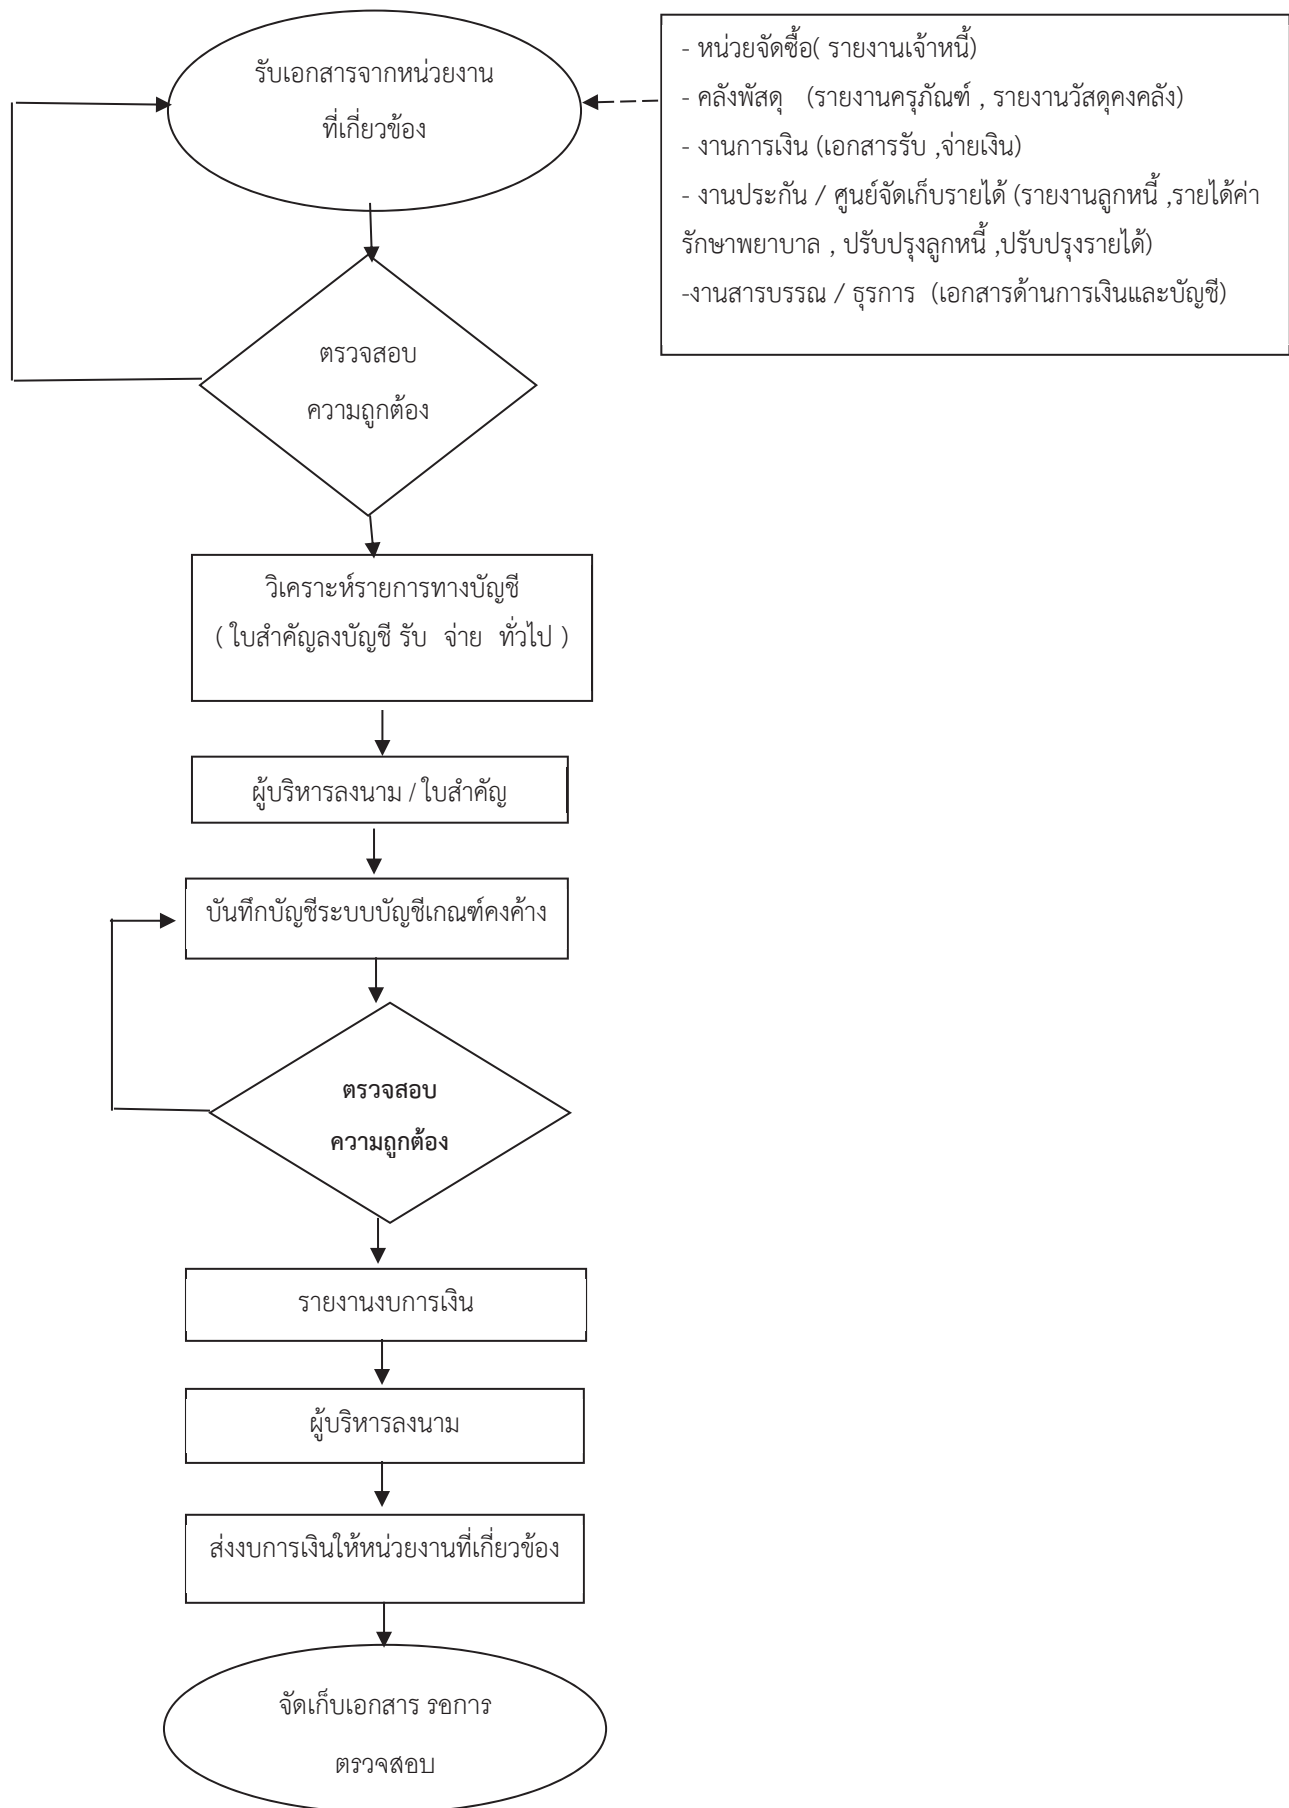 รับเอกสารจากหน่วยงาน
ที่เกี่ยวข้อง
- หน่วยจัดซื้อ( รายงานเจ้าหนี้)
- คลังพัสดุ (รายงานครุภัณฑ์ , รายงานวัสดุคงคลัง)
- งานการเงิน (เอกสารรับ ,จ่ายเงิน)
- งานประกัน / ศูนย์จัดเก็บรายได้ (รายงานลูกหนี้ ,รายได้ค่า
รักษาพยาบาล , ปรับปรุงลูกหนี้ ,ปรับปรุงรายได้)
-งานสารบรรณ / ธุรการ (เอกสารด้านการเงินและบัญชี)
ตรวจสอบ
ความถูกต้อง
วิเคราะห์รายการทางบัญชี
( ใบสำคัญลงบัญชี รับ จ่าย ทั่วไป )
ผู้บริหารลงนาม / ใบสำคัญ
บันทึกบัญชีระบบบัญชีเกณฑ์คงค้าง
ตรวจสอบ
ความถูกต้อง
รายงานงบการเงิน
ผู้บริหารลงนาม
ส่งงบการเงินให้หน่วยงานที่เกี่ยวข้อง
จัดเก็บเอกสาร รอการ
ตรวจสอบ